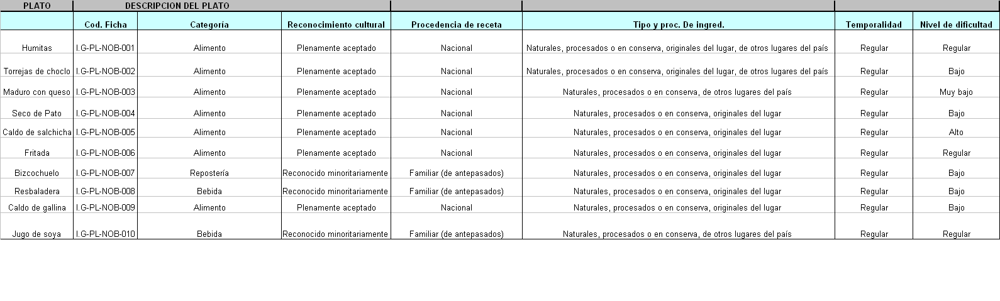 PLATO DESCRIPCION DEL PLATO
Cod. Ficha Categoría Reconocimiento cultural Procedencia de receta Tipo y proc. De ingred. Temporalidad Nivel de dificultad
Humitas I.G-PL-NOB-001 Alimento Plenamente aceptado Nacional Naturales, procesados o en conserva, originales del lugar, de otros lugares del país Regular Regular
Torrejas de choclo I.G-PL-NOB-002 Alimento Plenamente aceptado Nacional Naturales, procesados o en conserva, originales del lugar, de otros lugares del país Regular Bajo
Maduro con queso I.G-PL-NOB-003 Alimento Plenamente aceptado Nacional Naturales, procesados o en conserva, de otros lugares del país Regular Muy bajo
Seco de Pato I.G-PL-NOB-004 Alimento Plenamente aceptado Nacional Naturales, procesados o en conserva, originales del lugar Regular Bajo
Caldo de salchicha I.G-PL-NOB-005 Alimento Plenamente aceptado Nacional Naturales, procesados o en conserva, originales del lugar Regular Alto
Fritada I.G-PL-NOB-006 Alimento Plenamente aceptado Nacional Naturales, procesados o en conserva, originales del lugar Regular Regular
Bizcochuelo I.G-PL-NOB-007 Repostería Reconocido minoritariamente Familiar (de antepasados) Naturales, procesados o en conserva, originales del lugar Regular Bajo
Resbaladera I.G-PL-NOB-008 Bebida Reconocido minoritariamente Familiar (de antepasados) Naturales, procesados o en conserva, originales del lugar Regular Bajo
Caldo de gallina I.G-PL-NOB-009 Alimento Plenamente aceptado Nacional Naturales, procesados o en conserva, originales del lugar Regular Bajo
Jugo de soya I.G-PL-NOB-010 Bebida Reconocido minoritariamente Familiar (de antepasados) Naturales, procesados o en conserva, de otros lugares del país Regular Regular